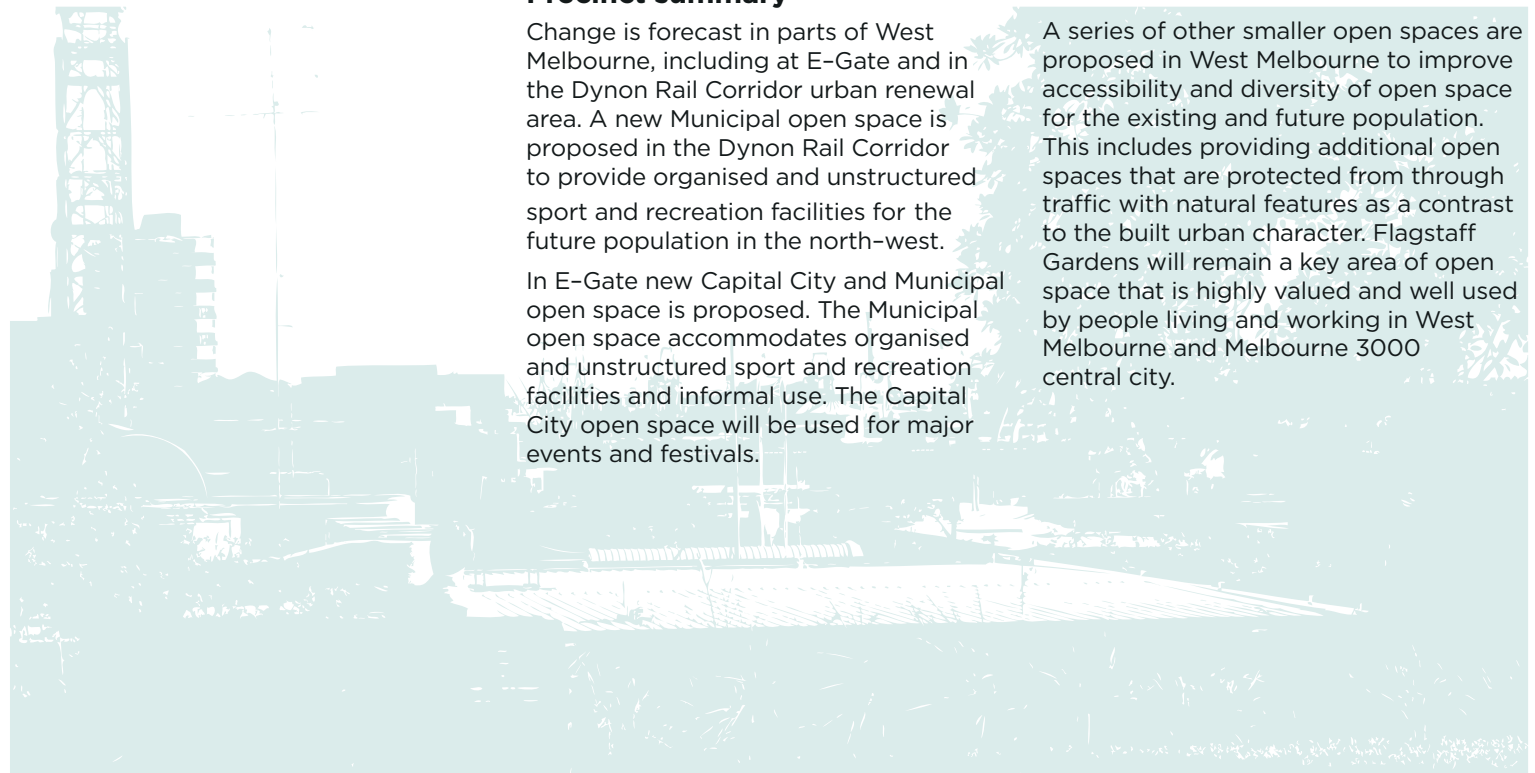 Precinct summary
Change is forecast in parts of West
Melbourne, including at E–Gate and in
the Dynon Rail Corridor urban renewal
area. A new Municipal open space is
proposed in the Dynon Rail Corridor
to provide organised and unstructured
sport and recreation facilities for the
future population in the north–west.
In E–Gate new Capital City and Municipal
open space is proposed. The Municipal
open space accommodates organised
and unstructured sport and recreation
facilities and informal use. The Capital
City open space will be used for major
events and festivals.
A series of other smaller open spaces are
proposed in West Melbourne to improve
accessibility and diversity of open space
for the existing and future population.
This includes providing additional open
spaces that are protected from through
traffic with natural features as a contrast
to the built urban character. Flagstaff
Gardens will remain a key area of open
space that is highly valued and well used
by people living and working in West
Melbourne and Melbourne 3000
central city.